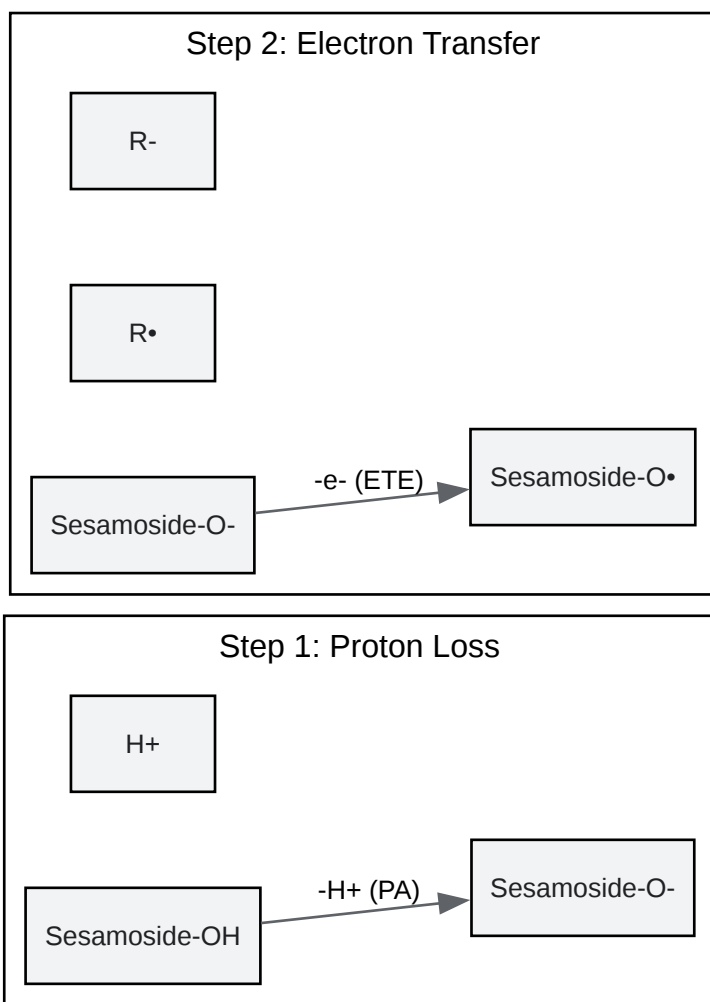 Step 2: Electron Transfer
R-
R•
-e- (ETE)
Sesamoside-O•
Sesamoside-O-
Step 1: Proton Loss
H+
-H+ (PA)
Sesamoside-O-
Sesamoside-OH